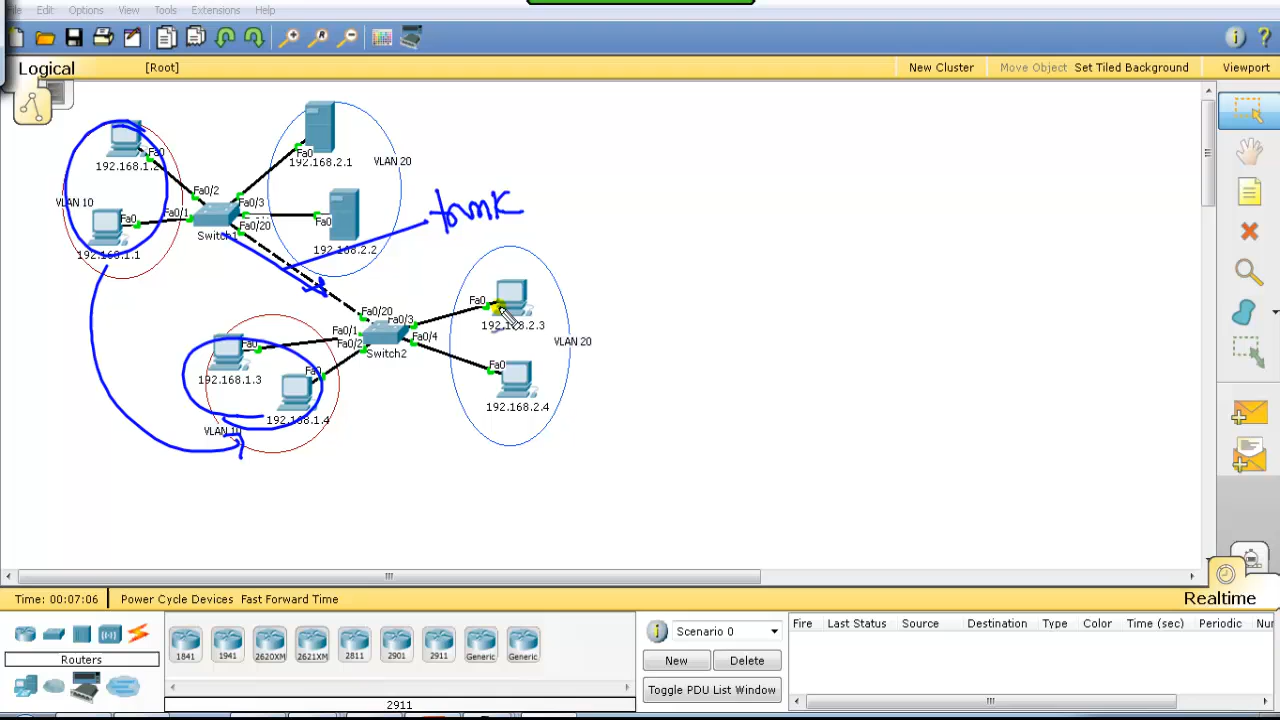 File Edit Options View Tools Extensions Help
Logical [Root] New Cluster Move Object Set Tiled Background Viewport
Fa0
192.168.1.2
VLAN 10
Fa0
192.168.1.1
Fa0/2
Fa0/1
Fa0/3
Fa0/20
Switch1
Fa0
192.168.2.1
VLAN 20
Fa0
192.168.2.2
trunk
Fa0/20
Fa0/3
Fa0/1
Fa0/2
Fa0/4
Switch2
Fa0
192.168.1.3
Fa0
192.168.1.4
VLAN 10
Fa0
192.168.2.3
VLAN 20
Fa0
192.168.2.4
Time: 00:07:06 Power Cycle Devices Fast Forward Time
Realtime
Routers
1841 1941 2620XM 2621XM 2811 2901 2911 Generic Generic
2911
Scenario 0
New Delete
Toggle PDU List Window
Fire Last Status Source Destination Type Color Time (sec) Periodic Nur